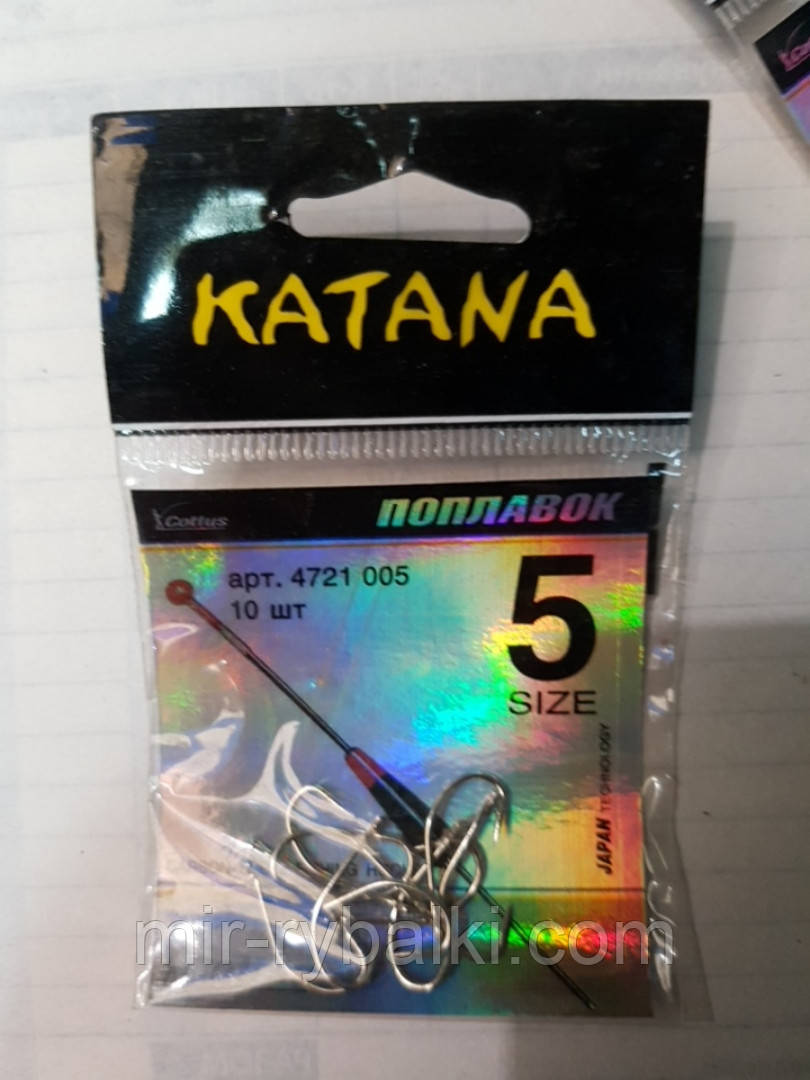 KATANA
Cottus
ПОПЛАВОК
арт. 4721 005
10 шт
5
SIZE
JAPAN TECHNOLOGY
mir-rybalki.com